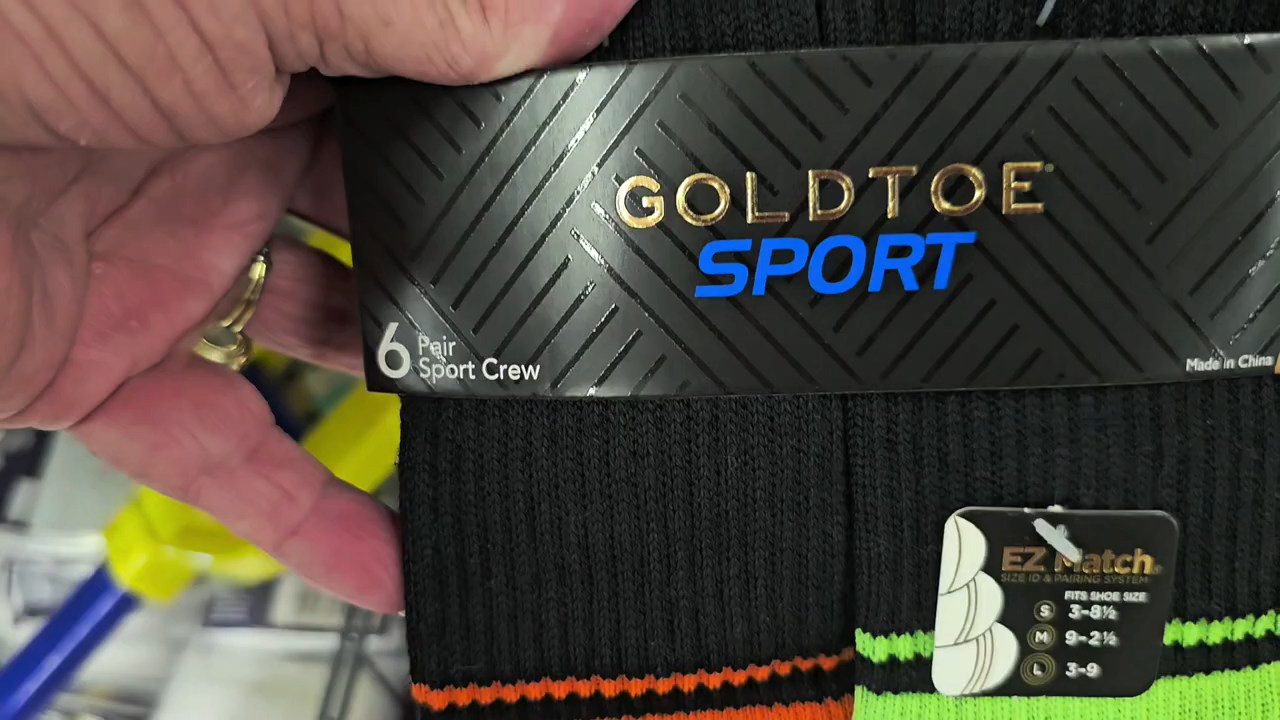 GOLDTOE
SPORT
6 Pair
Sport Crew
Made in China
EZ Match®
SIZE ID & PAIRING SYSTEM
FITS SHOE SIZE
S 3-8½
M 9-2½
L 3-9